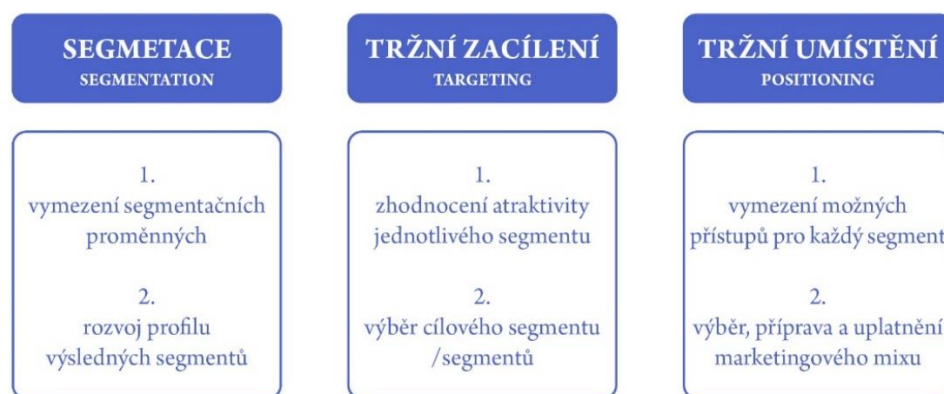 SEGMETACE
SEGMENTATION
1.
vymezení segmentačních
proměnných
2.
rozvoj profilu
výsledných segmentů
TRŽNÍ ZACÍLENÍ
TARGETING
1.
zhodnocení atraktivity
jednotlivého segmentu
2.
výběr cílového segmentu
/segmentů
TRŽNÍ UMÍSTĚNÍ
POSITIONING
1.
vymezení možných
přístupů pro každý segment
2.
výběr, příprava a uplatnění
marketingového mixu